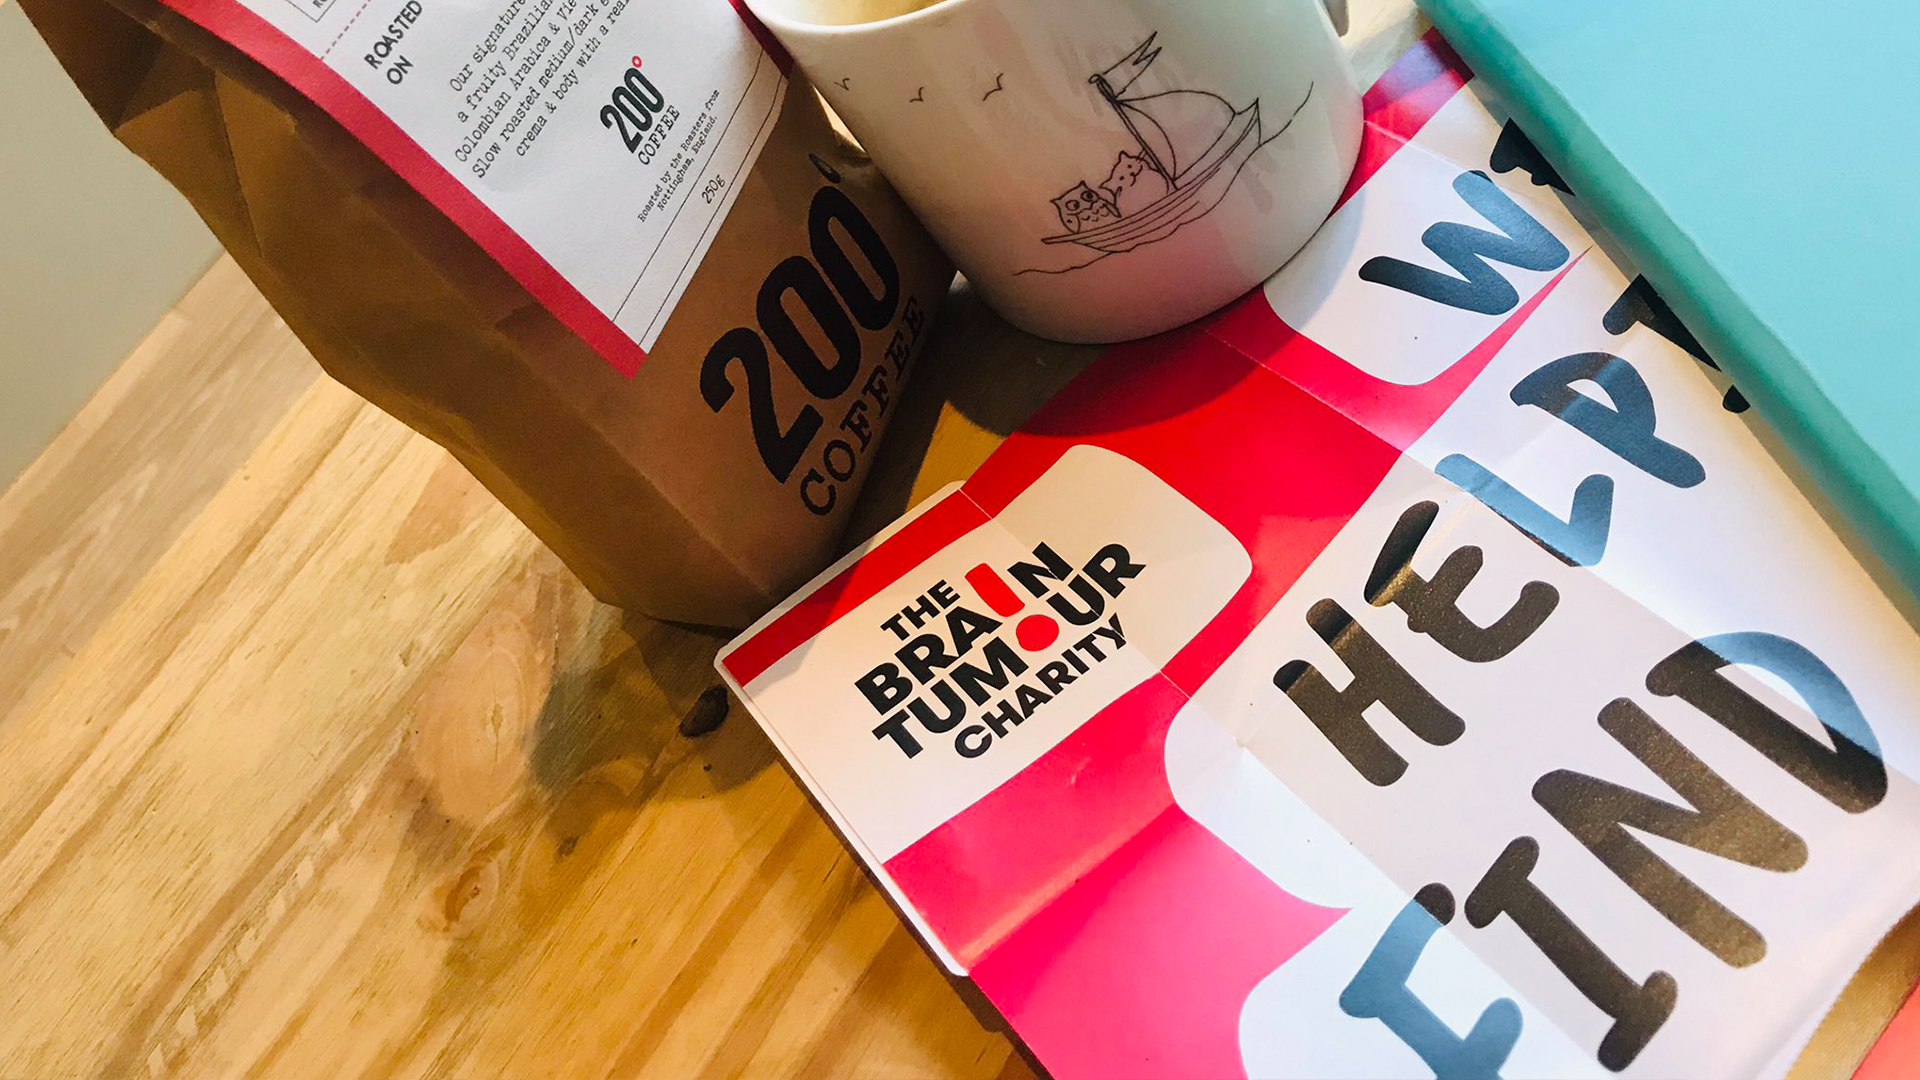 ROASTED
ON
Our signature
a fruity Brazilian
Colombian Arabica &
Slow roasted medium/dark
crema & body with a
200°
COFFEE
Roasted by the Roasters from
Nottingham, England.
250g
200°
COFFEE
THE
BRAIN
TUMOUR
CHARITY
HELP
FIND